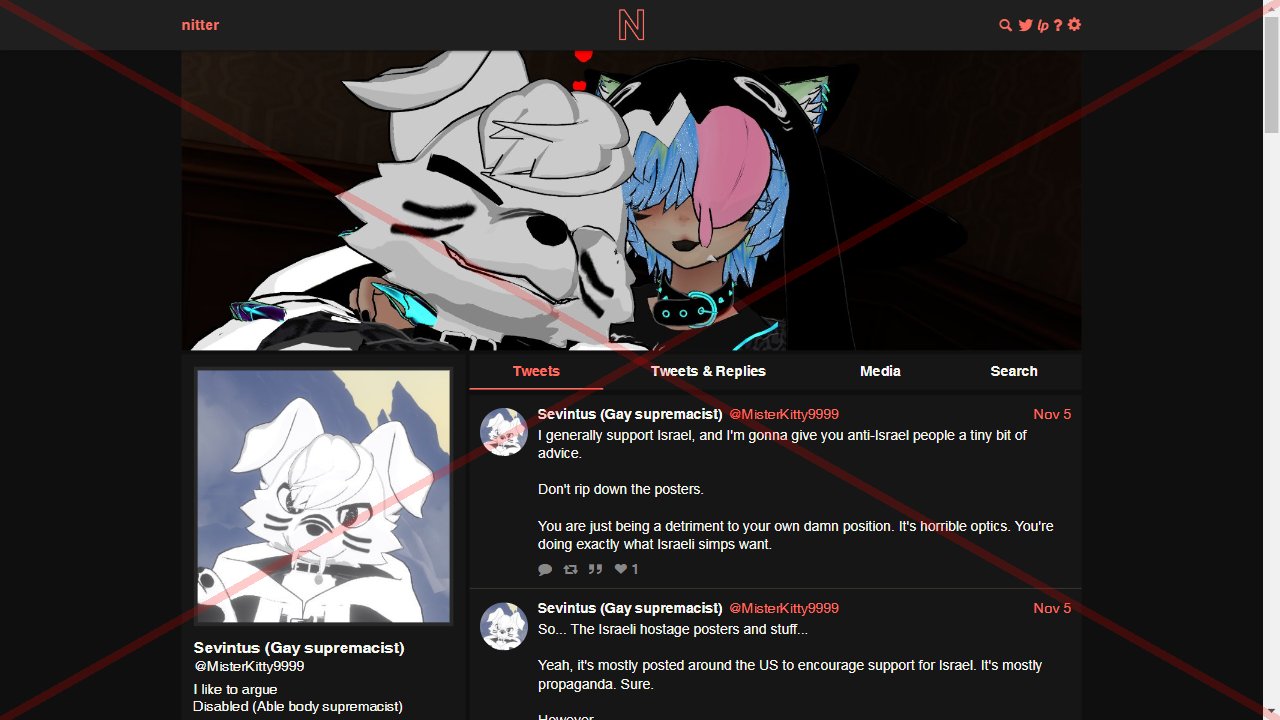 nitter
N
lp ?
Tweets
Tweets & Replies
Media
Search
Sevintus (Gay supremacist) @MisterKitty9999 Nov 5
I generally support Israel, and I'm gonna give you anti-Israel people a tiny bit of
advice.
Don't rip down the posters.
You are just being a detriment to your own damn position. It's horrible optics. You're
doing exactly what Israeli simps want.
1
Sevintus (Gay supremacist) @MisterKitty9999 Nov 5
So... The Israeli hostage posters and stuff...
Yeah, it's mostly posted around the US to encourage support for Israel. It's mostly
propaganda. Sure.
However
Sevintus (Gay supremacist)
@MisterKitty9999
I like to argue
Disabled (Able body supremacist)